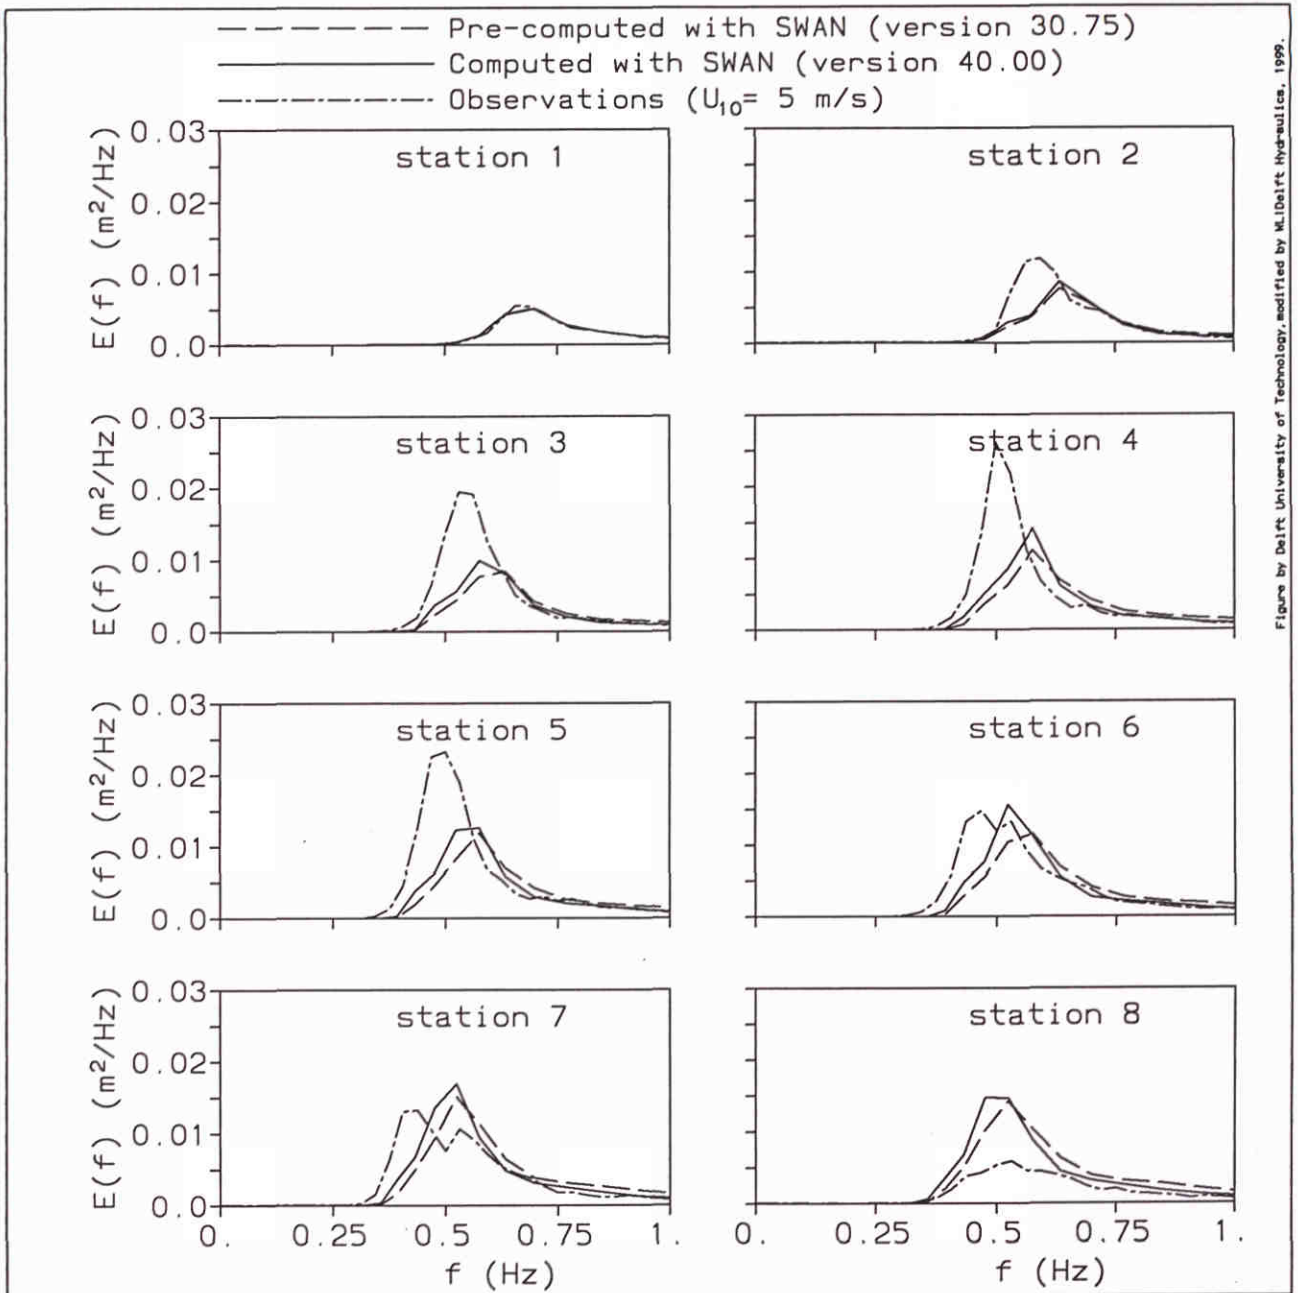 Pre-computed with SWAN (version 30.75)
Computed with SWAN (version 40.00)
Observations (U₁₀= 5 m/s)
Figure by Delft University of Technology, modified by WL|Delft Hydraulics, 1999.
E(f) (m²/Hz)
0.03
0.02
0.01
0.0
station 1
station 2
E(f) (m²/Hz)
0.03
0.02
0.01
0.0
station 3
station 4
E(f) (m²/Hz)
0.03
0.02
0.01
0.0
station 5
station 6
E(f) (m²/Hz)
0.03
0.02
0.01
0.0
station 7
station 8
0. 0.25 0.5 0.75 1.
f (Hz)
0. 0.25 0.5 0.75 1.
f (Hz)